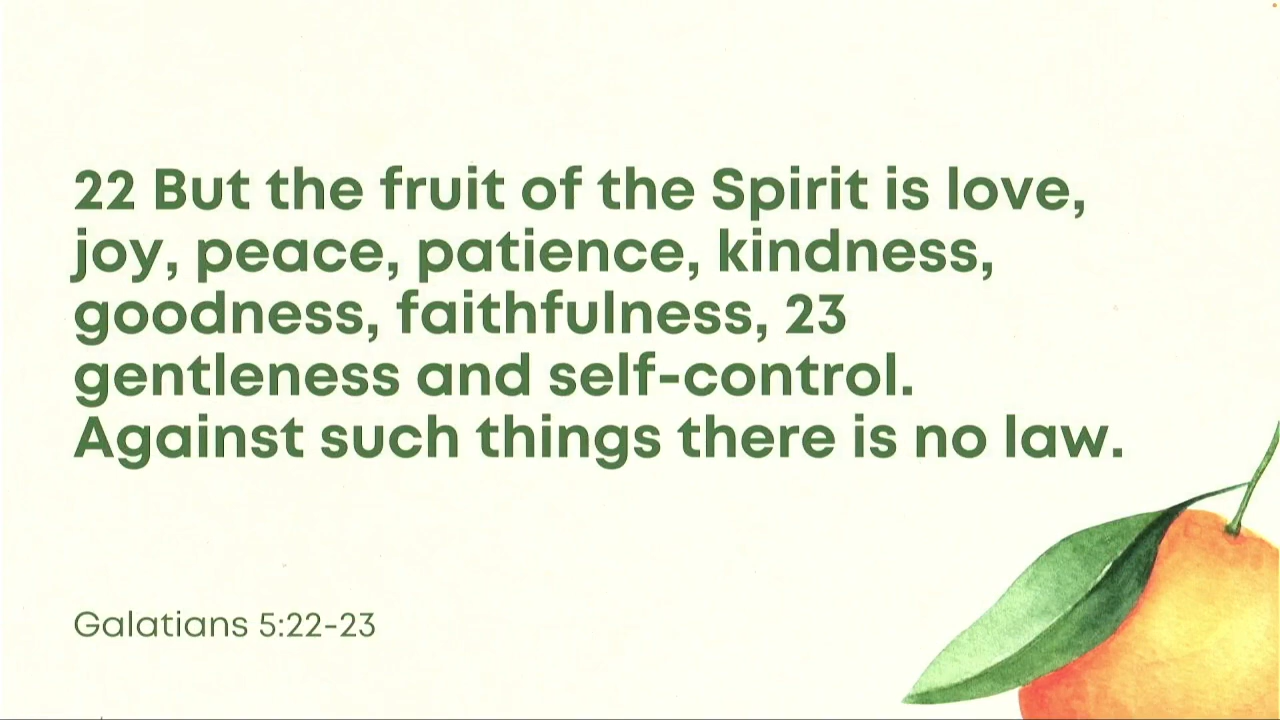 22 But the fruit of the Spirit is love,
joy, peace, patience, kindness,
goodness, faithfulness, 23
gentleness and self-control.
Against such things there is no law.
Galatians 5:22-23